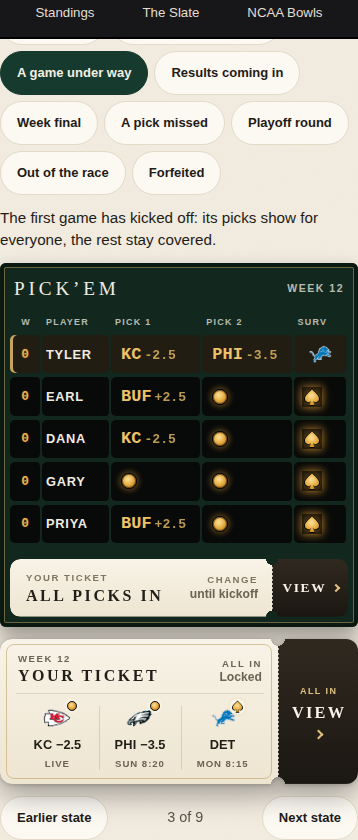 Standings The Slate NCAA Bowls
A game under way Results coming in
Week final A pick missed Playoff round
Out of the race Forfeited
The first game has kicked off: its picks show for
everyone, the rest stay covered.
PICK’EM WEEK 12
W PLAYER PICK 1 PICK 2 SURV
0 TYLER KC -2.5 PHI -3.5
0 EARL BUF +2.5
0 DANA KC -2.5
0 GARY
0 PRIYA BUF +2.5
YOUR TICKET CHANGE
ALL PICKS IN until kickoff VIEW
WEEK 12 ALL IN
YOUR TICKET Locked
ALL IN
VIEW
KC −2.5 PHI −3.5 DET
LIVE SUN 8:20 MON 8:15
Earlier state 3 of 9 Next state